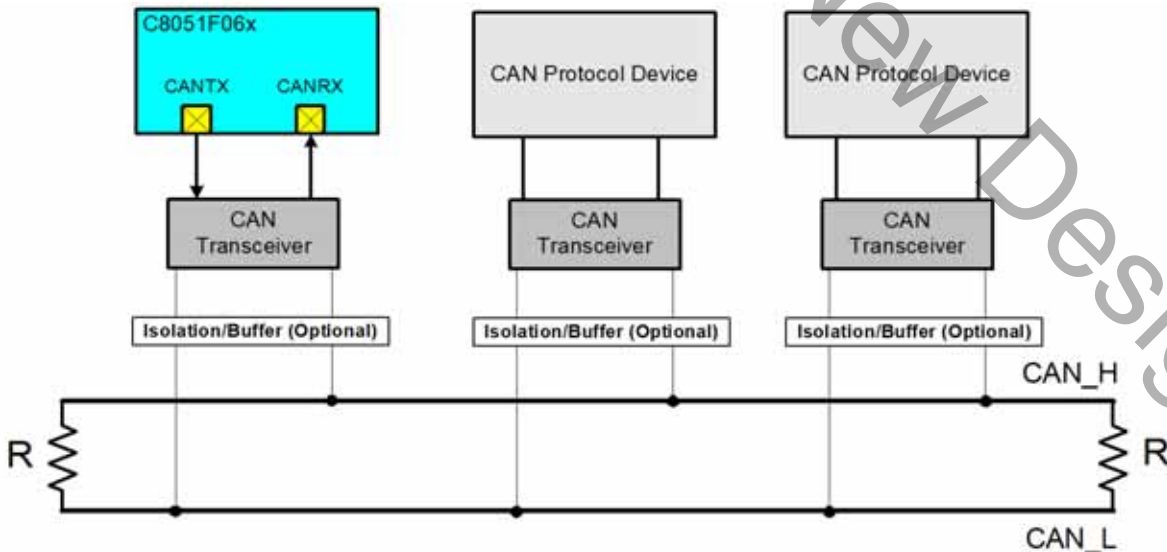 C8051F06x
CANTX CANRX
CAN Protocol Device
CAN Protocol Device
CAN
Transceiver
CAN
Transceiver
CAN
Transceiver
Isolation/Buffer (Optional)
Isolation/Buffer (Optional)
Isolation/Buffer (Optional)
CAN_H
R
R
CAN_L
New